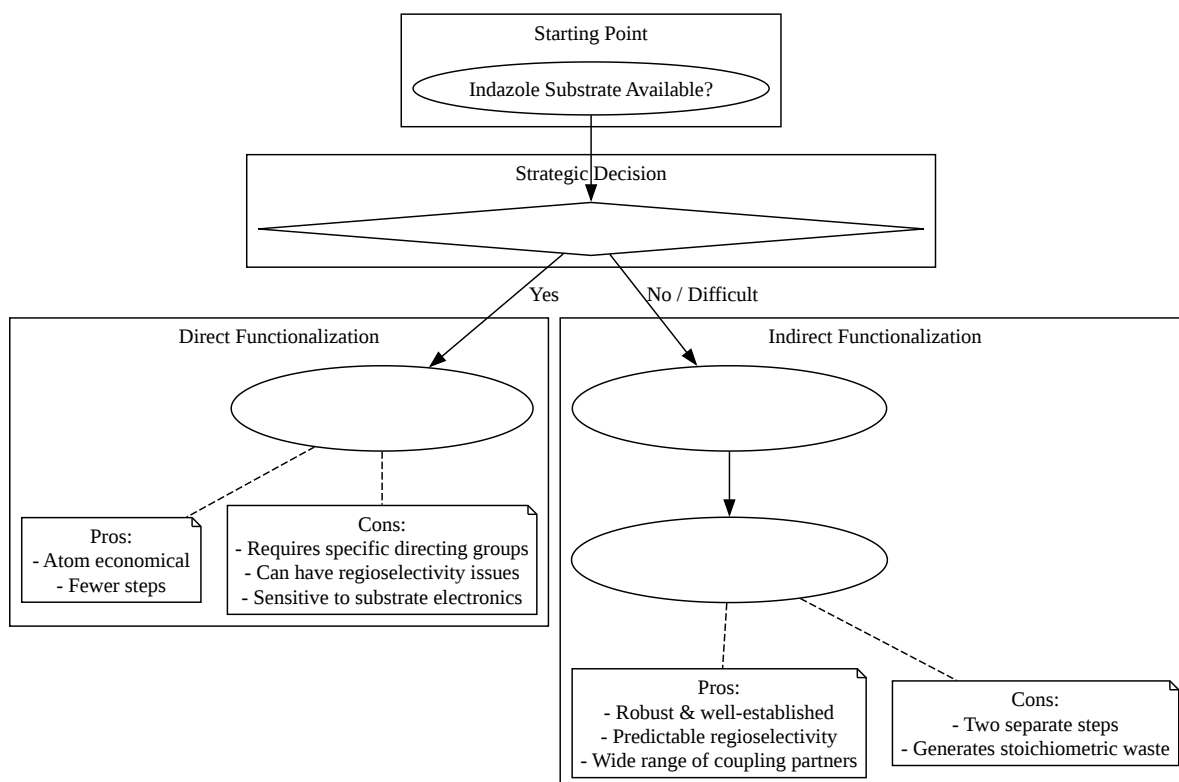 Starting Point
Indazole Substrate Available?
Strategic Decision
Yes
No / Difficult
Direct Functionalization
Indirect Functionalization
Pros:
- Atom economical
- Fewer steps
Cons:
- Requires specific directing groups
- Can have regioselectivity issues
- Sensitive to substrate electronics
Pros:
- Robust & well-established
- Predictable regioselectivity
- Wide range of coupling partners
Cons:
- Two separate steps
- Generates stoichiometric waste